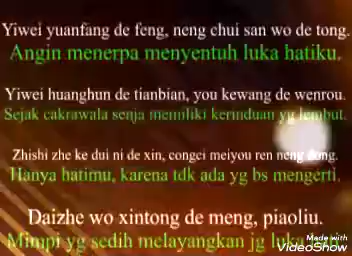 Yiwei yuanfang de feng, neng chui san wo de tong.
Angin menerpa menyentuh luka hatiku.
Yiwei huanghun de tianbian, you kewang de wenrou.
Sejak cakrawala senja memiliki kerinduan yg lembut.
Zhishi zhe ke dui ni de xin, congci meiyou ren neng dong.
Hanya hatimu, karena tdk ada yg bs mengerti.
Daizhe wo xintong de meng, piaoliu.
Mimpi yg sedih melayangkan jg luka
Made with
VideoShow